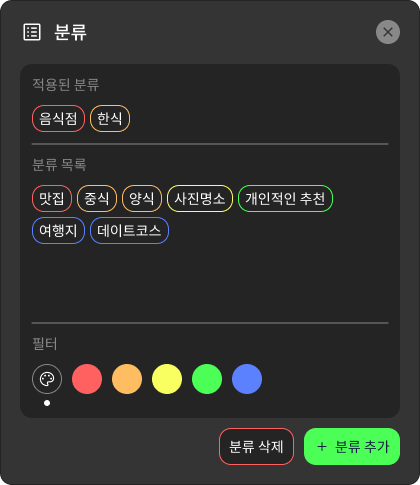 분류
적용된 분류
음식점 한식
분류 목록
맛집 중식 양식 사진명소 개인적인 추천
여행지 데이트코스
필터
분류 삭제 + 분류 추가